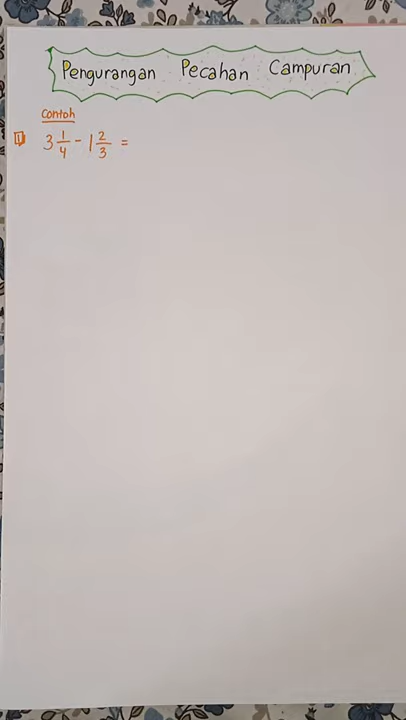 Pengurangan Pecahan Campuran
Contoh
1 3 1/4 - 1 2/3 =